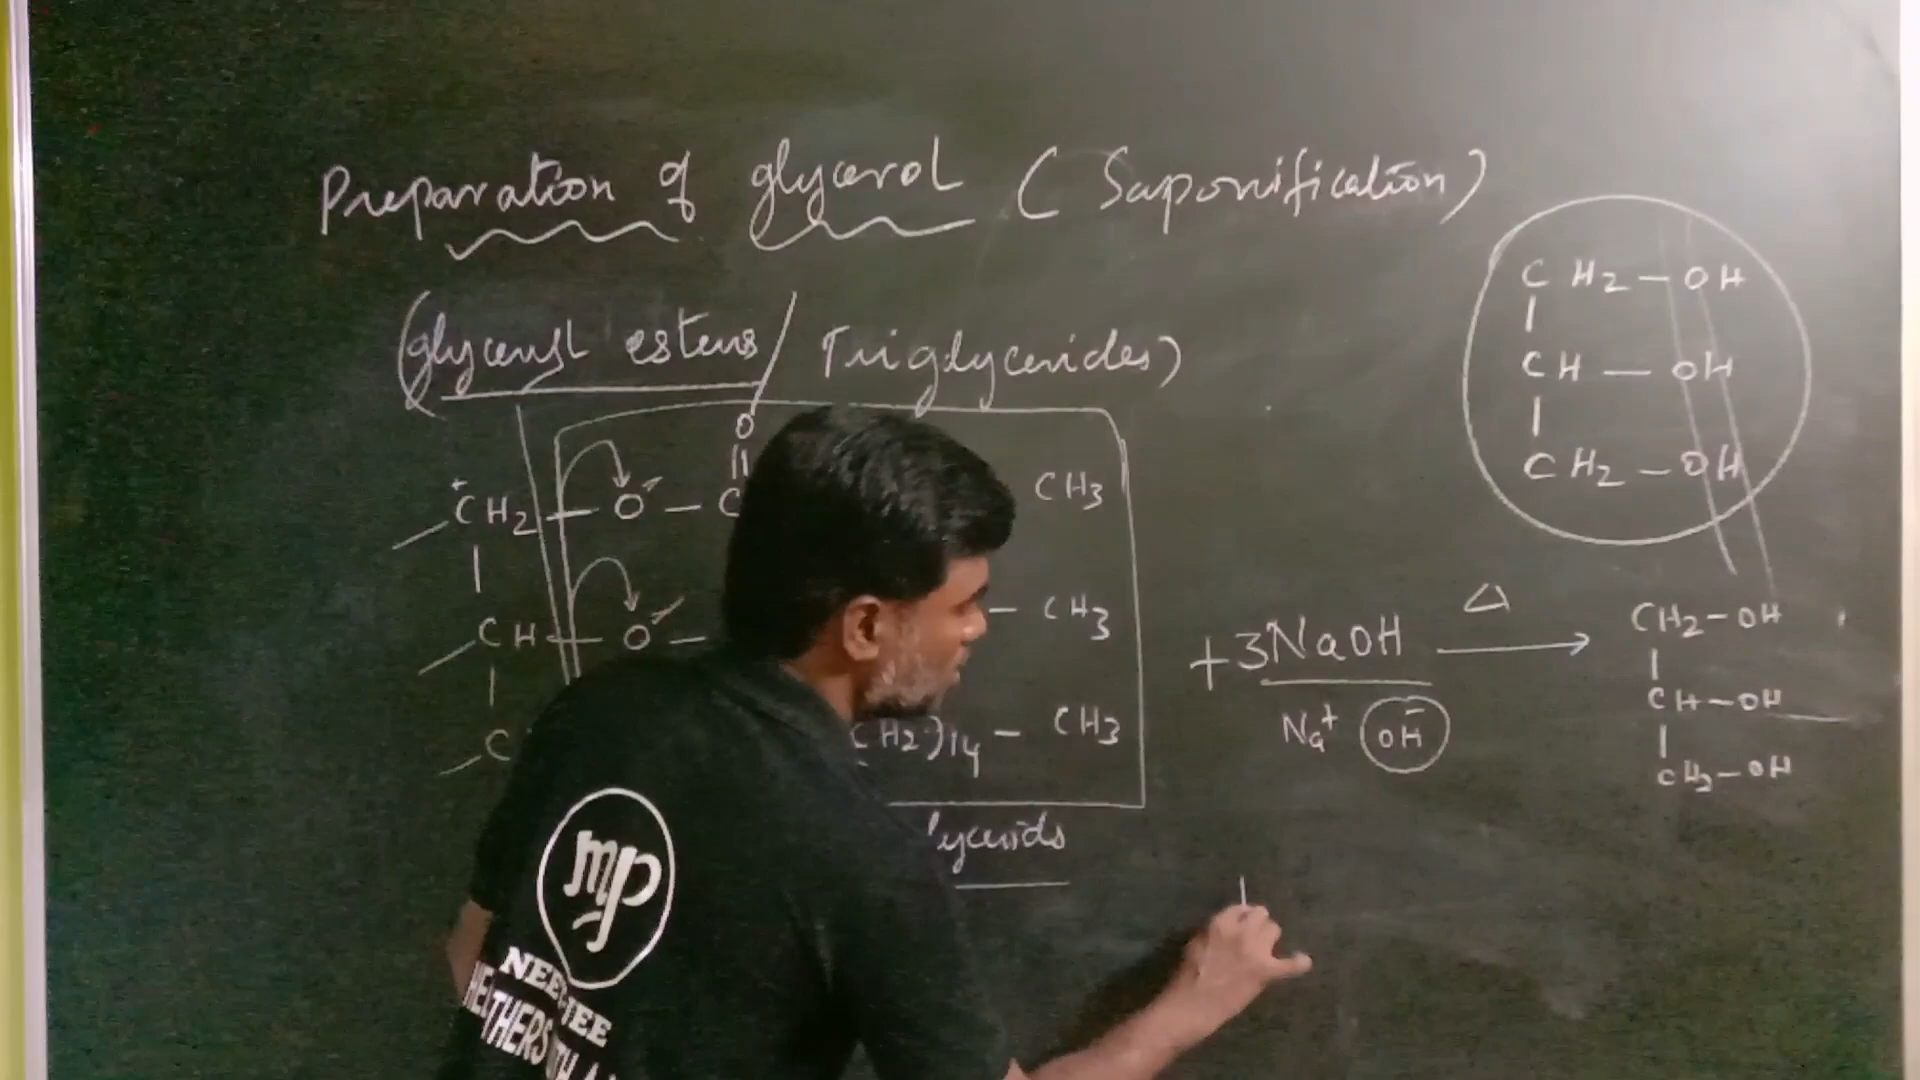 Preparation of glycerol (Saponification)
(glyceryl esters / Triglycerides)
CH2 — OH
|
CH — OH
|
CH2 — OH
O
||
+
CH2 — O — C CH3
|
CH — O — — CH3
|
C (CH2)14 — CH3
+3NaOH
Δ
→
Na+ OH-
CH2 — OH
|
CH — OH
|
CH2 — OH
mp